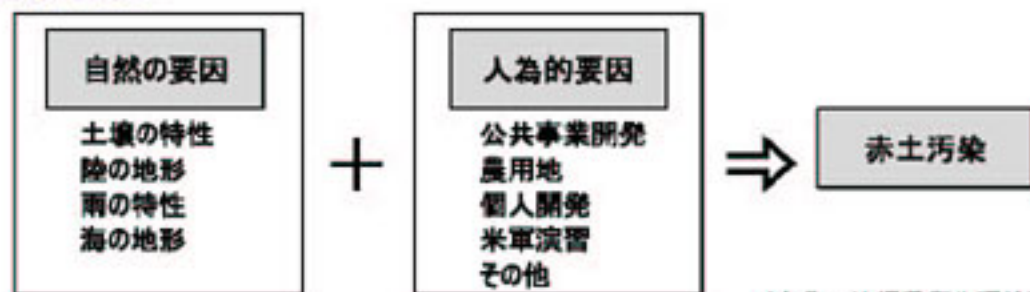 自然の要因
土壌の特性
陸の地形
雨の特性
海の地形
+
人為的要因
公共事業開発
農用地
個人開発
米軍演習
その他
⇒
赤土汚染